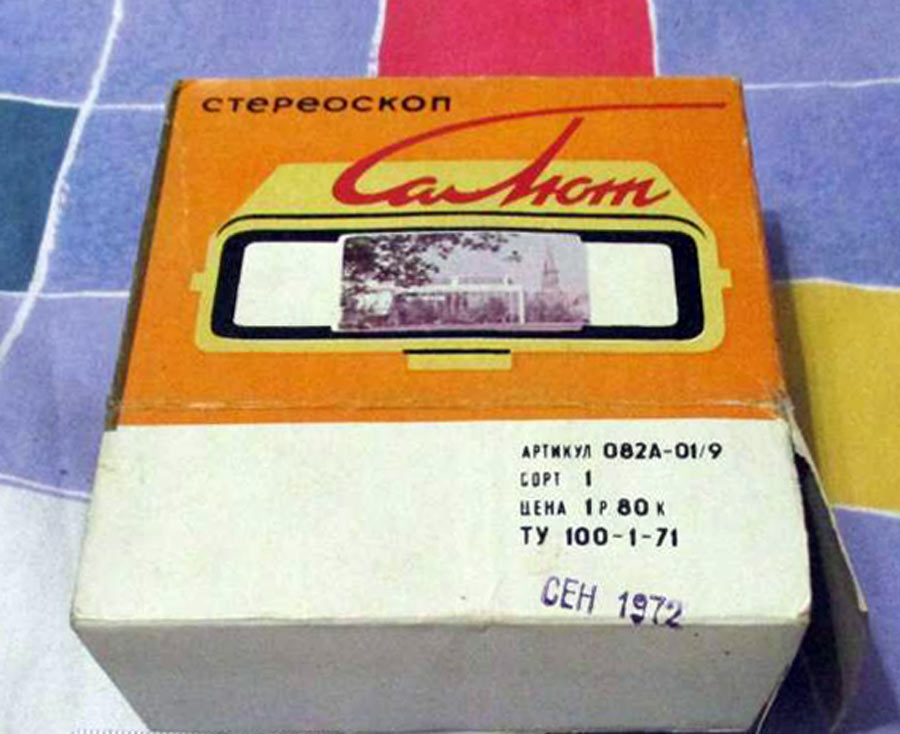 стереоскоп
Салют
АРТИКУЛ 082А-01/9
СОРТ 1
ЦЕНА 1 Р 80 К
ТУ 100-1-71
СЕН 1972